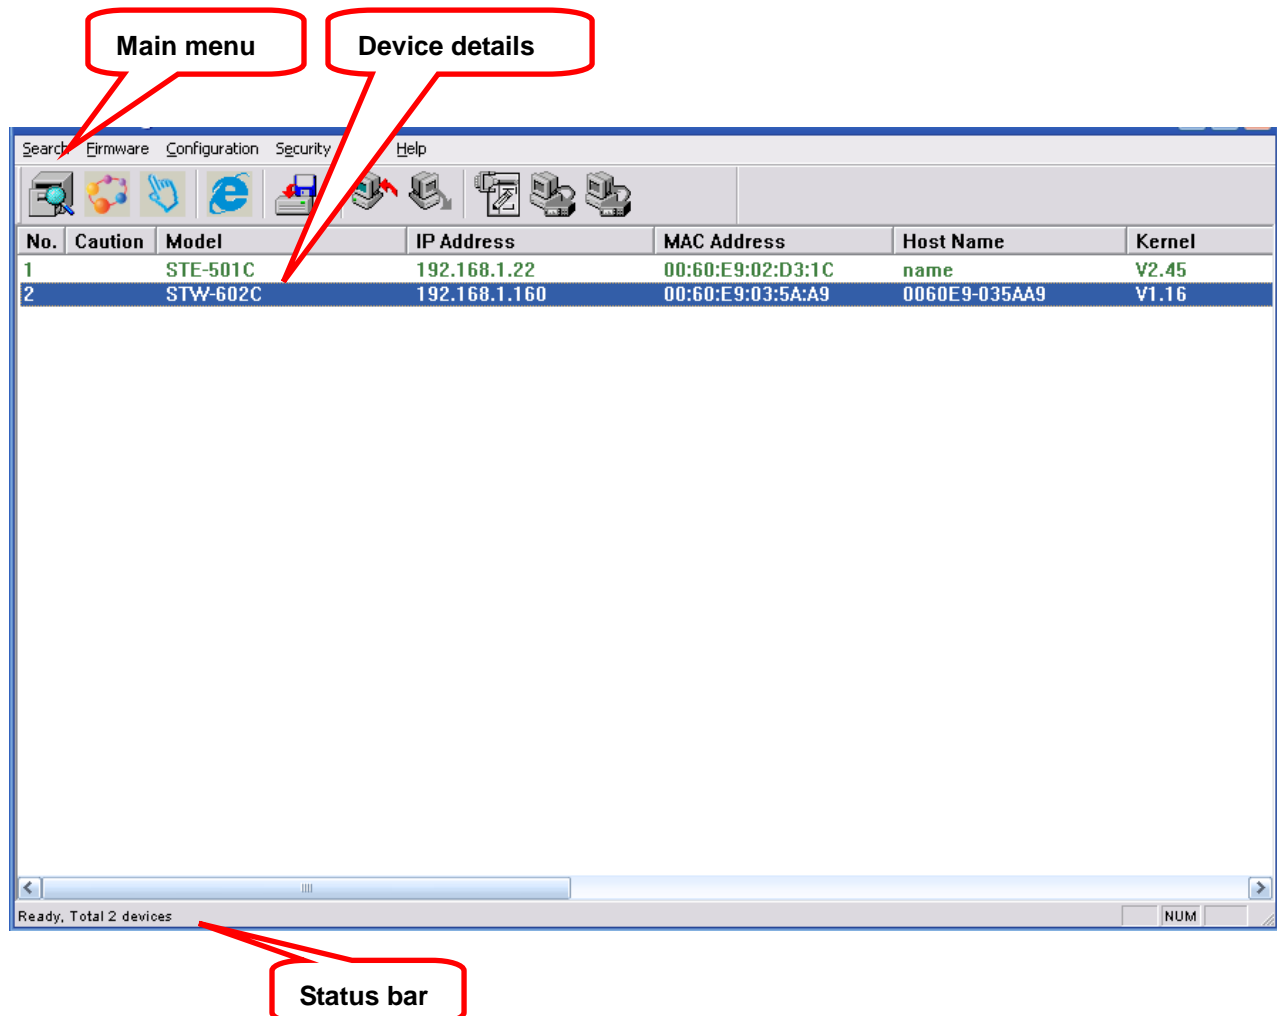 Main menu
Device details
Search Firmware Configuration Security Help
No. Caution Model IP Address MAC Address Host Name Kernel
1 STE-501C 192.168.1.22 00:60:E9:02:D3:1C name V2.45
2 STW-602C 192.168.1.160 00:60:E9:03:5A:A9 0060E9-035AA9 V1.16
Ready, Total 2 devices
NUM
Status bar